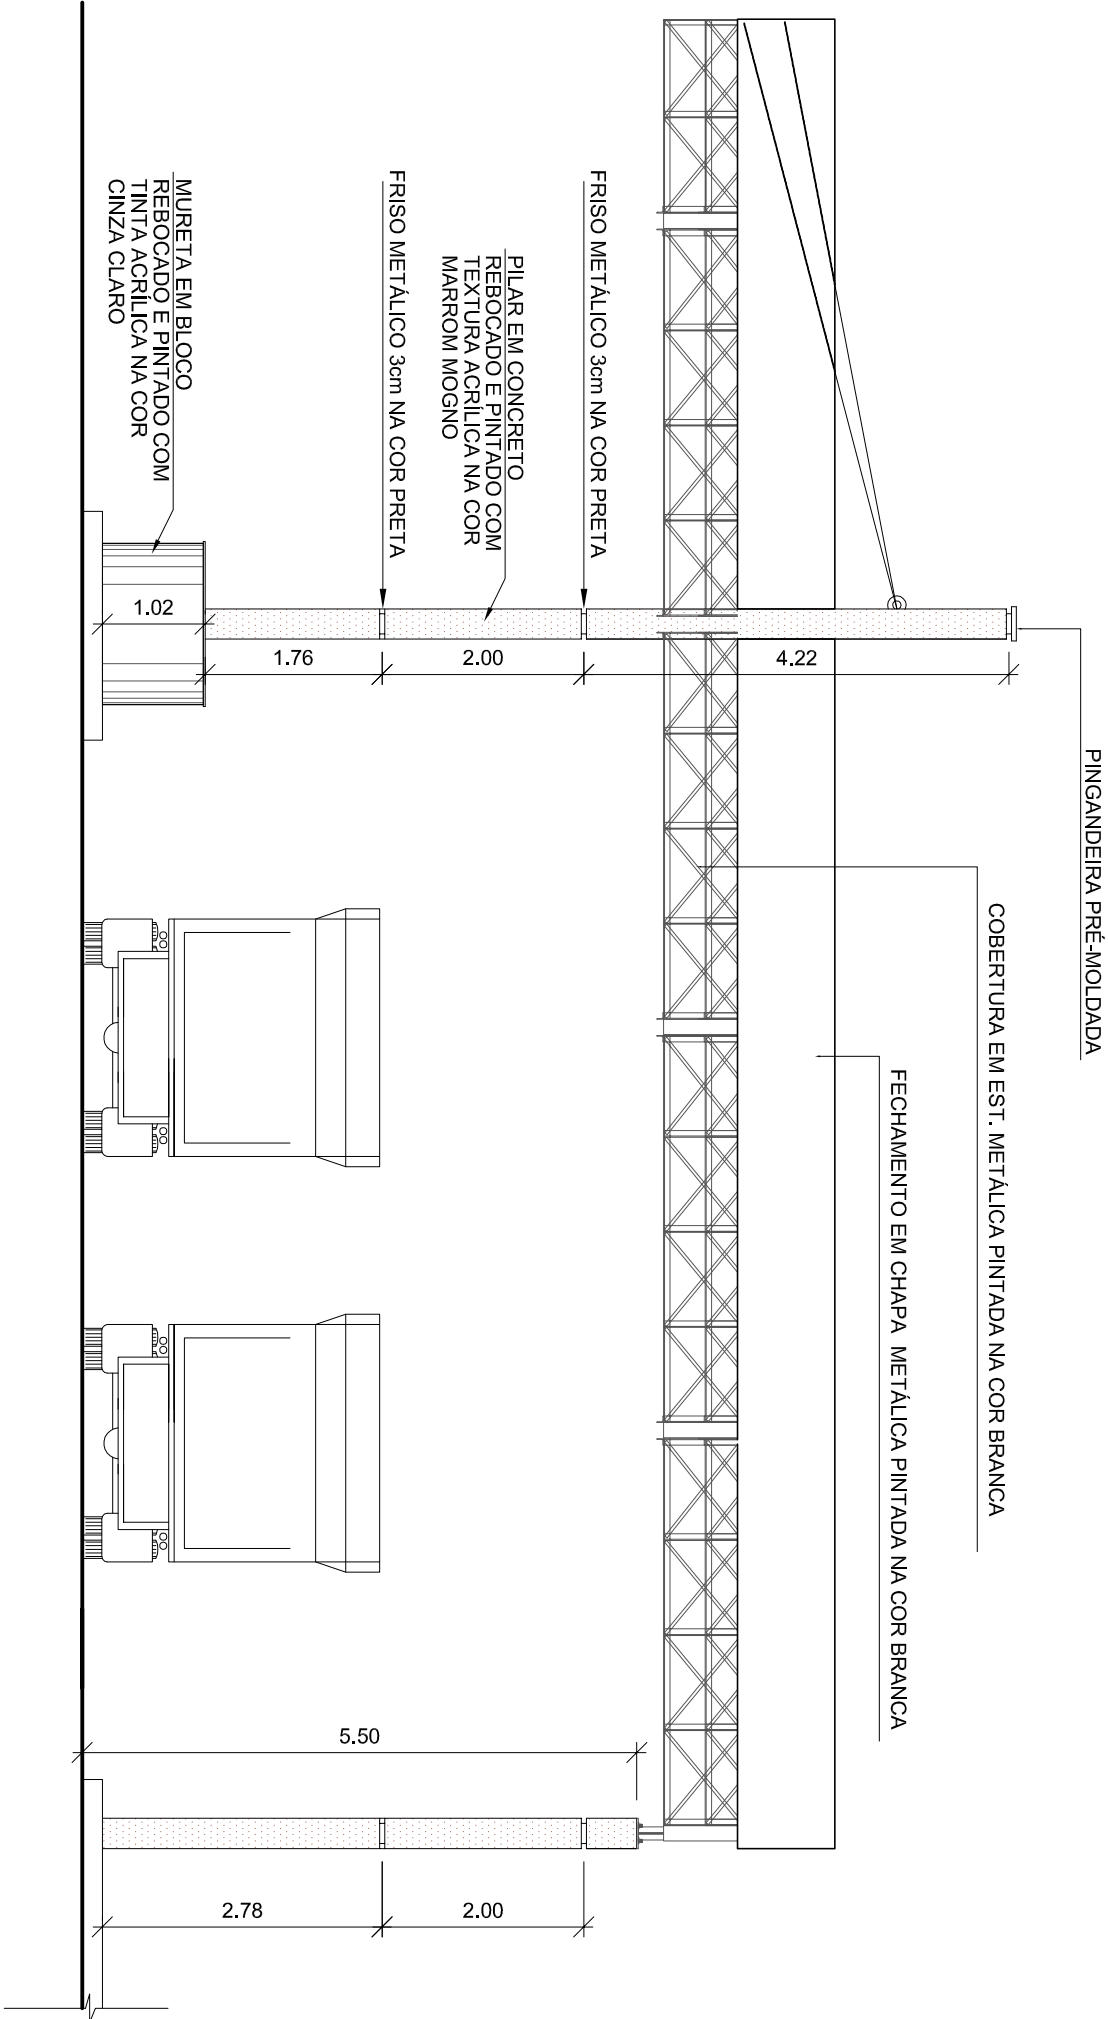 PINGANDEIRA PRÉ-MOLDADA
COBERTURA EM EST. METÁLICA PINTADA NA COR BRANCA
FECHAMENTO EM CHAPA METÁLICA PINTADA NA COR BRANCA
FRISO METÁLICO 3cm NA COR PRETA
PILAR EM CONCRETO
REBOCADO E PINTADO COM
TEXTURA ACRÍLICA NA COR
MARROM MOGNO
FRISO METÁLICO 3cm NA COR PRETA
MURETA EM BLOCO
REBOCADO E PINTADO COM
TINTA ACRÍLICA NA COR
CINZA CLARO
1.02
1.76
2.00
4.22
5.50
2.78
2.00